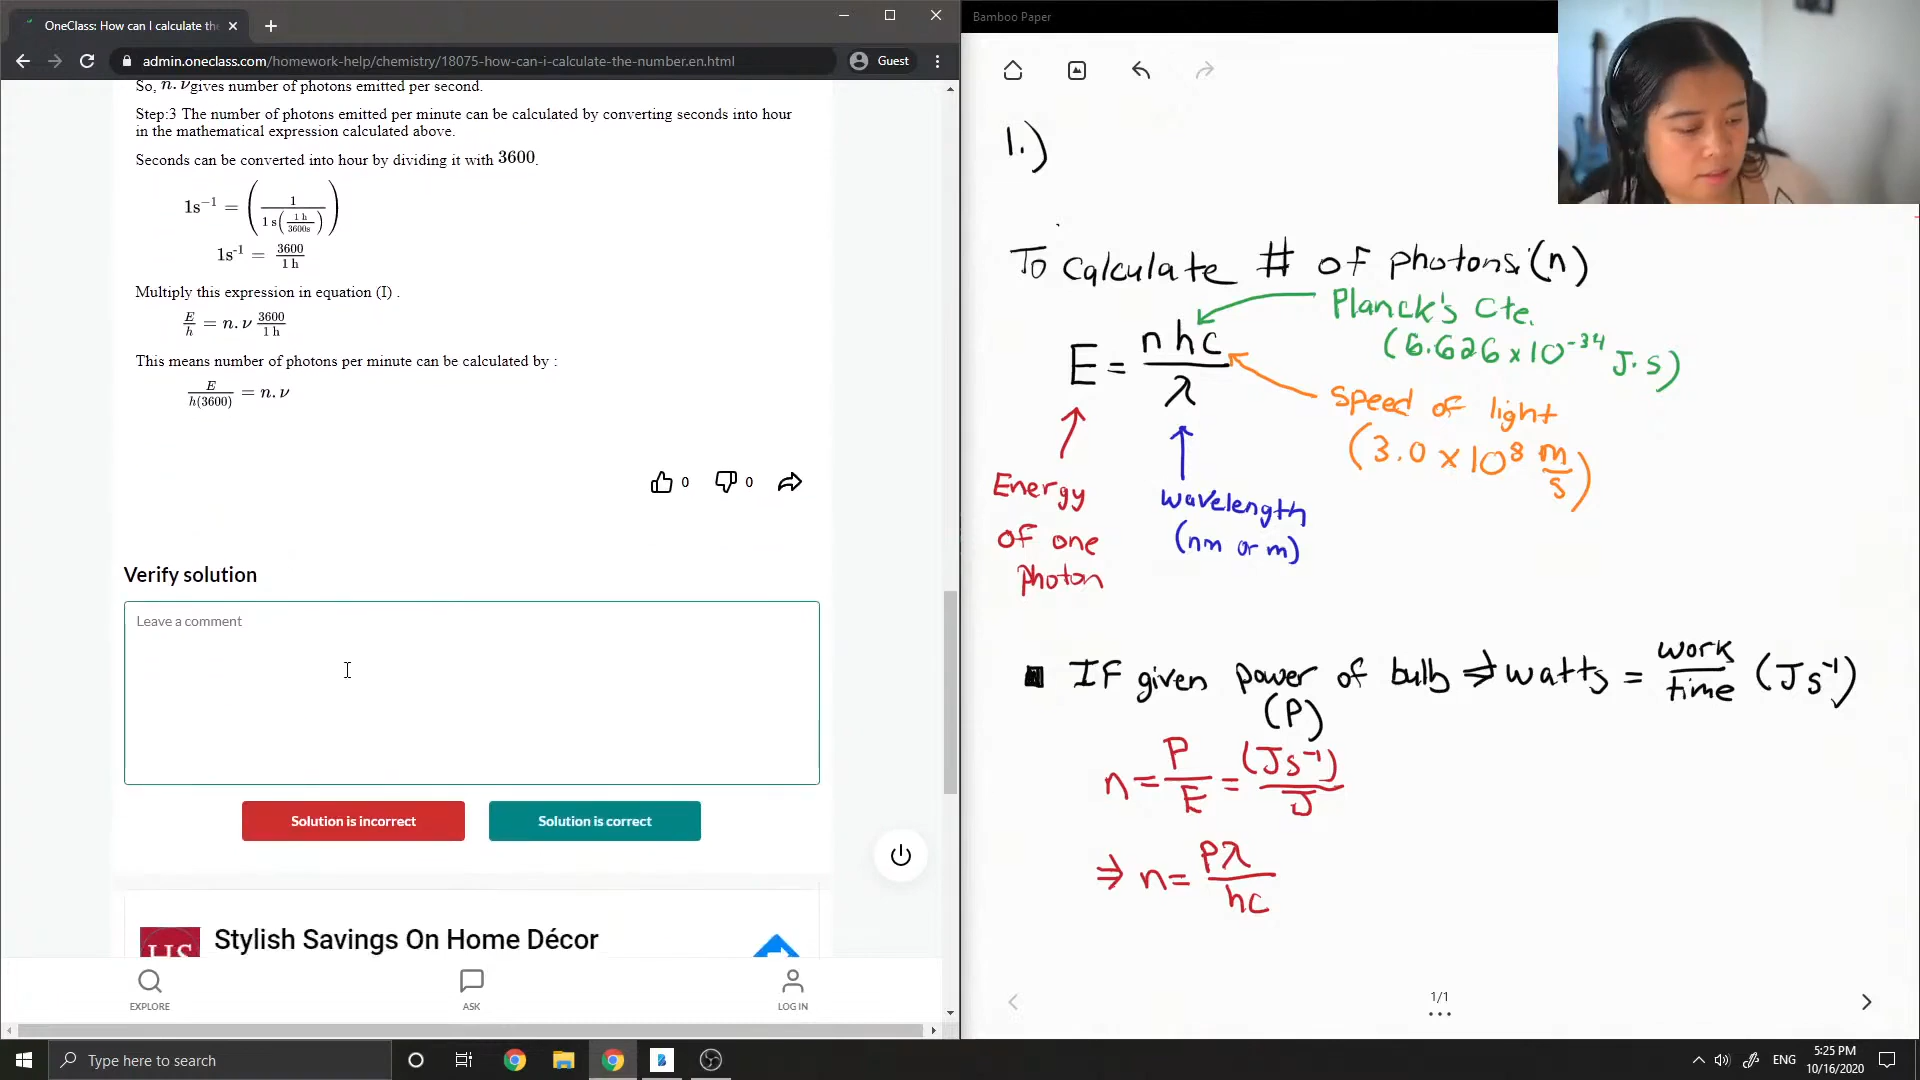 OneClass: How can I calculate the
Bamboo Paper
admin.oneclass.com/homework-help/chemistry/18075-how-can-i-calculate-the-number.en.html
Guest
So, n.ν gives number of photons emitted per second.
Step:3 The number of photons emitted per minute can be calculated by converting seconds into hour
in the mathematical expression calculated above.
Seconds can be converted into hour by dividing it with 3600.
1s⁻¹ = (1/(1 s(1 h/3600s)))
1s⁻¹ = 3600/1 h
Multiply this expression in equation (I) .
E/h = n.ν 3600/1 h
This means number of photons per minute can be calculated by :
E/h(3600) = n.ν
0
0
Verify solution
Leave a comment
Solution is incorrect
Solution is correct
HS
Stylish Savings On Home Décor
EXPLORE
ASK
LOG IN
1.)
To calculate # of photons:(n)
Planck's Cte.
(6.626 x 10⁻³⁴ J·s)
E = nhc/λ
Speed of light
(3.0 x 10⁸ m/s)
Energy
of one
photon
wavelength
(nm or m)
IF given power of bulb ⇒ watts = work/time (Js⁻¹)
(P)
n = P/E = (Js⁻¹)/J
⇒ n = Pλ/hc
1/1
Type here to search
ENG
5:25 PM
10/16/2020